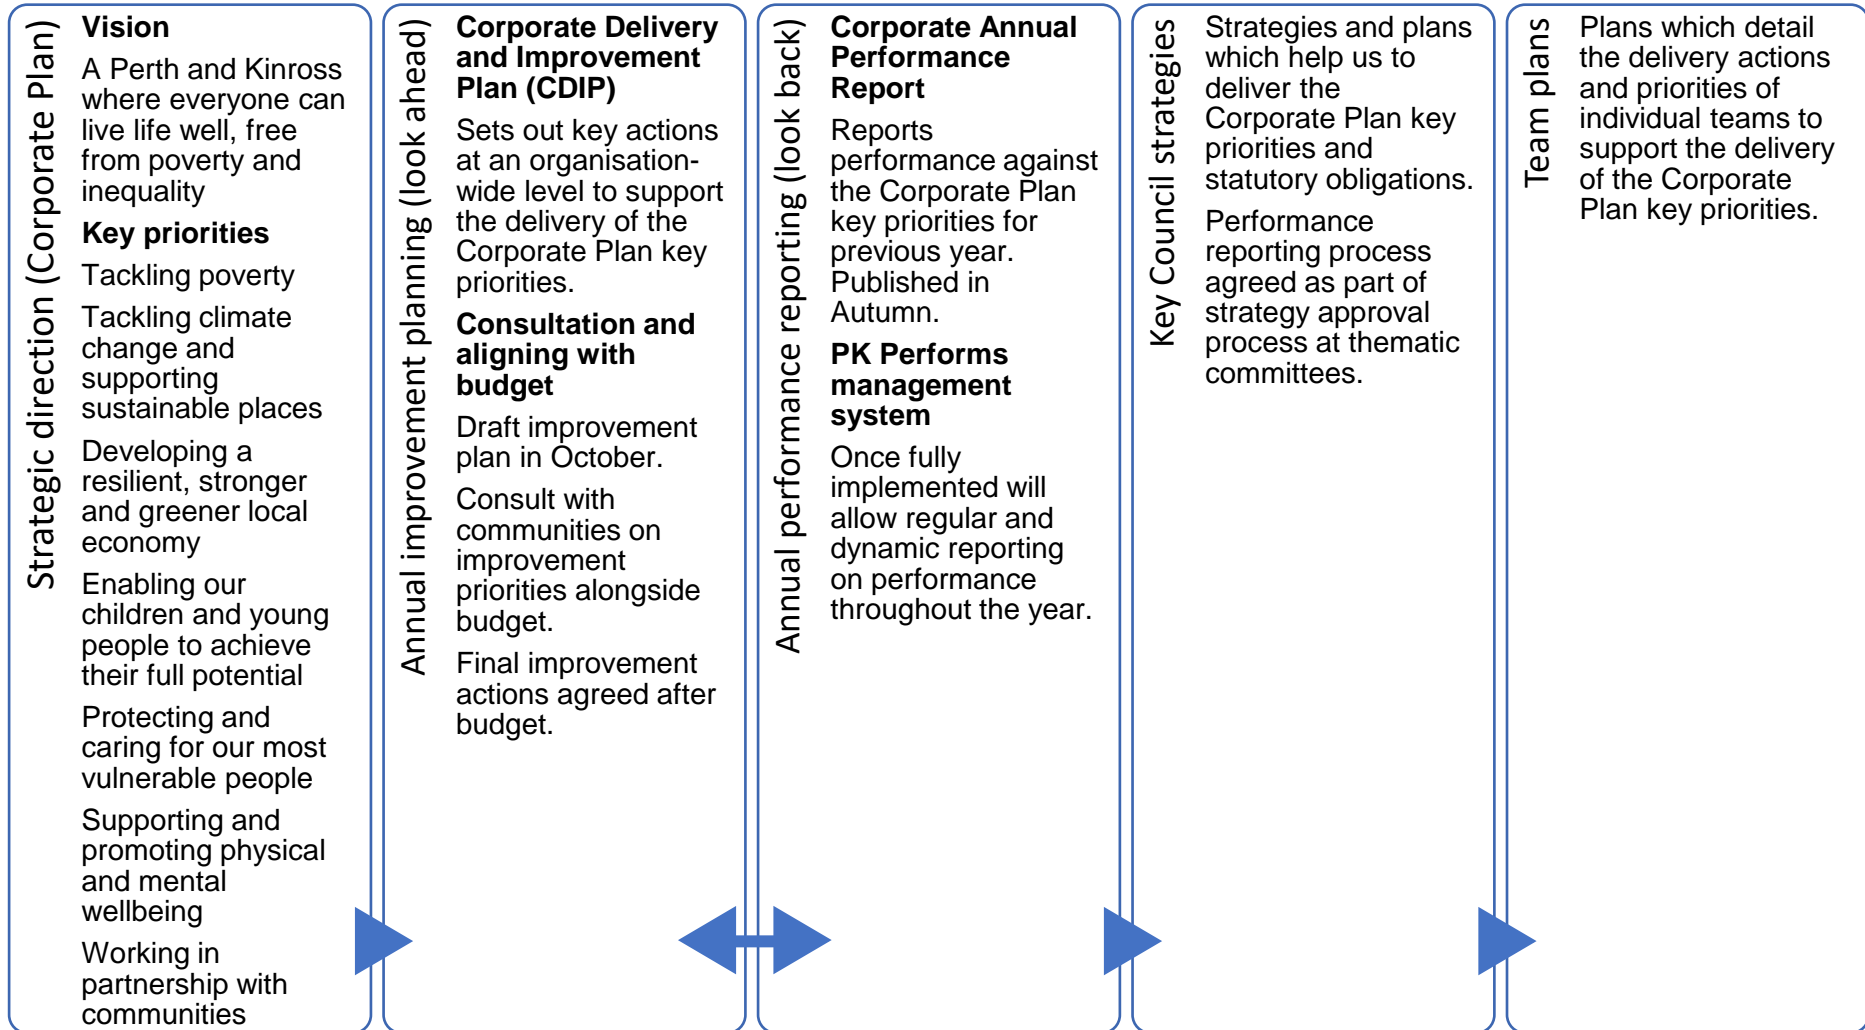 Strategic direction (Corporate Plan)
Vision
A Perth and Kinross
where everyone can
live life well, free
from poverty and
inequality
Key priorities
Tackling poverty
Tackling climate
change and
supporting
sustainable places
Developing a
resilient, stronger
and greener local
economy
Enabling our
children and young
people to achieve
their full potential
Protecting and
caring for our most
vulnerable people
Supporting and
promoting physical
and mental
wellbeing
Working in
partnership with
communities
Annual improvement planning (look ahead)
Corporate Delivery
and Improvement
Plan (CDIP)
Sets out key actions
at an organisation-
wide level to support
the delivery of the
Corporate Plan key
priorities.
Consultation and
aligning with
budget
Draft improvement
plan in October.
Consult with
communities on
improvement
priorities alongside
budget.
Final improvement
actions agreed after
budget.
Annual performance reporting (look back)
Corporate Annual
Performance
Report
Reports
performance against
the Corporate Plan
key priorities for
previous year.
Published in
Autumn.
PK Performs
management
system
Once fully
implemented will
allow regular and
dynamic reporting
on performance
throughout the year.
Key Council strategies
Strategies and plans
which help us to
deliver the
Corporate Plan key
priorities and
statutory obligations.
Performance
reporting process
agreed as part of
strategy approval
process at thematic
committees.
Team plans
Plans which detail
the delivery actions
and priorities of
individual teams to
support the delivery
of the Corporate
Plan key priorities.